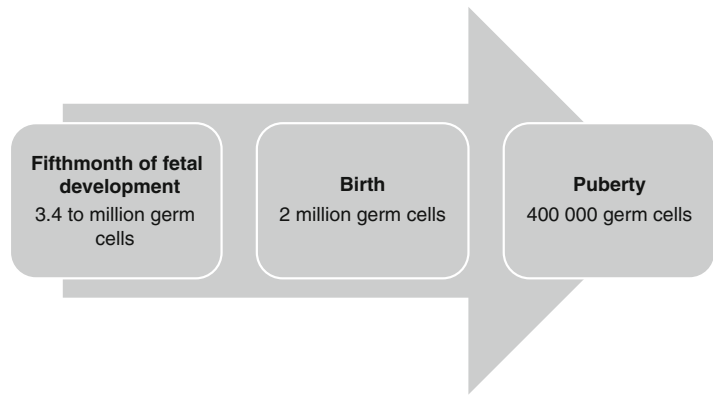 Fifthmonth of fetal
development
3.4 to million germ
cells
Birth
2 million germ cells
Puberty
400 000 germ cells